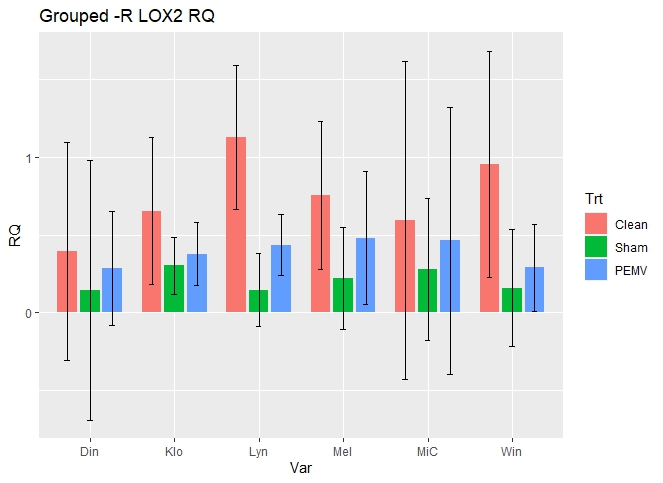 Grouped -R LOX2 RQ
1
0
RQ
Din Klo Lyn Mel MiC Win
Var
Trt
Clean
Sham
PEMV